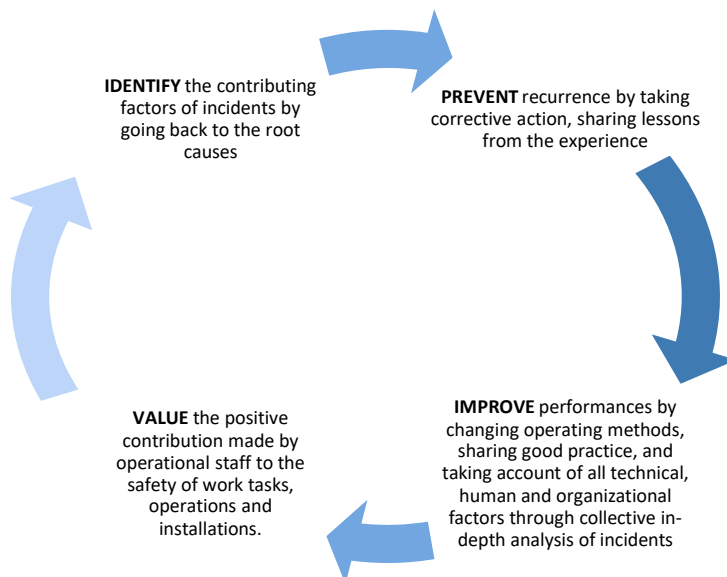 IDENTIFY the contributing
factors of incidents by
going back to the root
causes
PREVENT recurrence by taking
corrective action, sharing lessons
from the experience
IMPROVE performances by
changing operating methods,
sharing good practice, and
taking account of all technical,
human and organizational
factors through collective in-
depth analysis of incidents
VALUE the positive
contribution made by
operational staff to the
safety of work tasks,
operations and
installations.